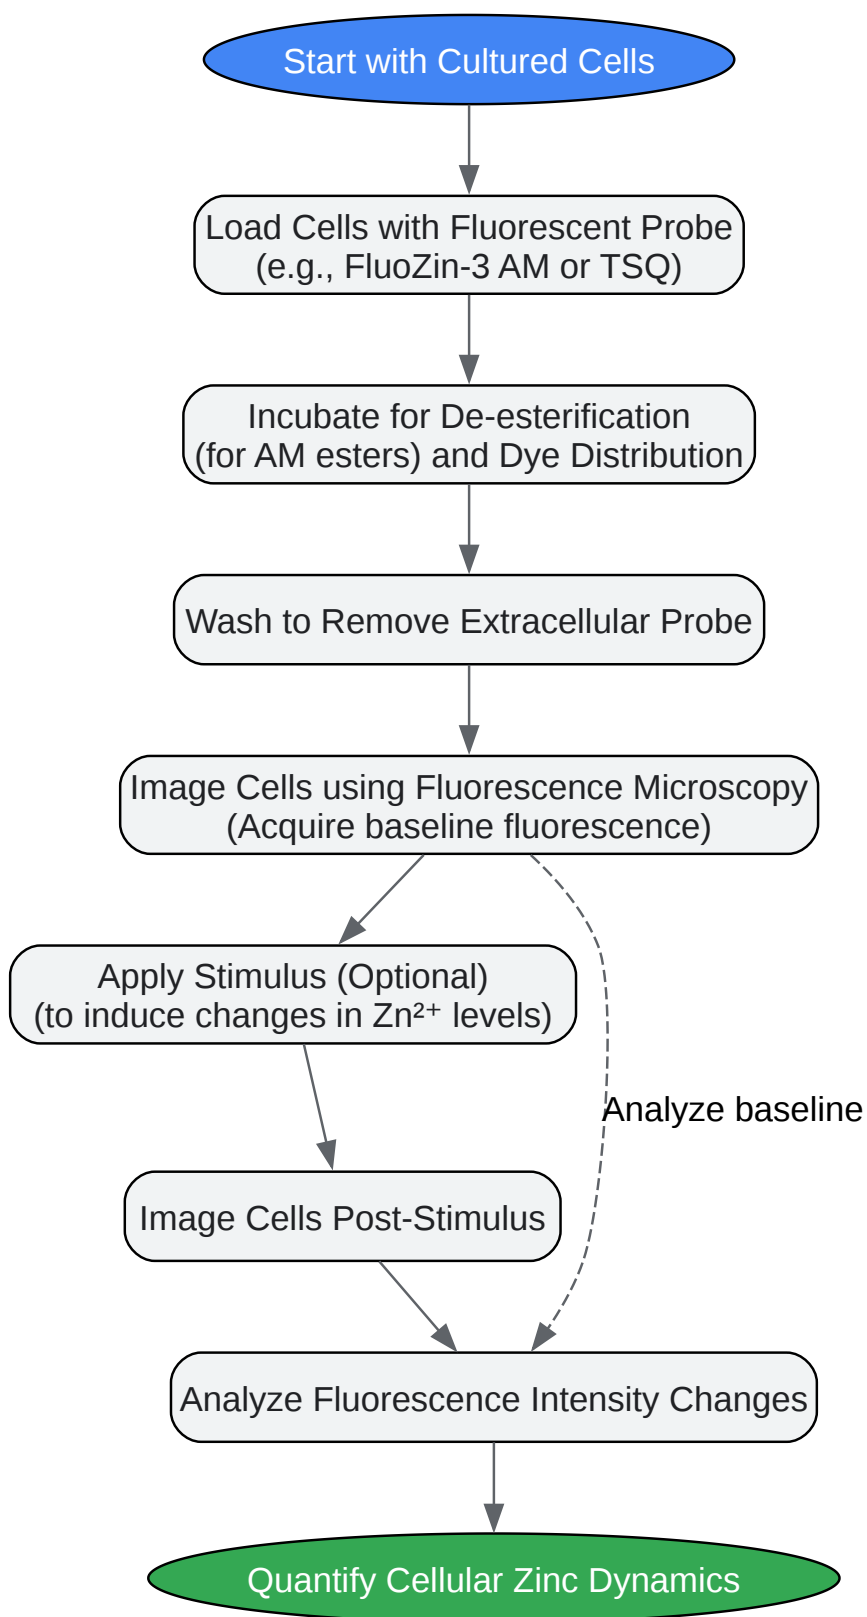 Start with Cultured Cells
Load Cells with Fluorescent Probe
(e.g., FluoZin-3 AM or TSQ)
Incubate for De-esterification
(for AM esters) and Dye Distribution
Wash to Remove Extracellular Probe
Image Cells using Fluorescence Microscopy
(Acquire baseline fluorescence)
Apply Stimulus (Optional)
(to induce changes in Zn²⁺ levels)
Analyze baseline
Image Cells Post-Stimulus
Analyze Fluorescence Intensity Changes
Quantify Cellular Zinc Dynamics